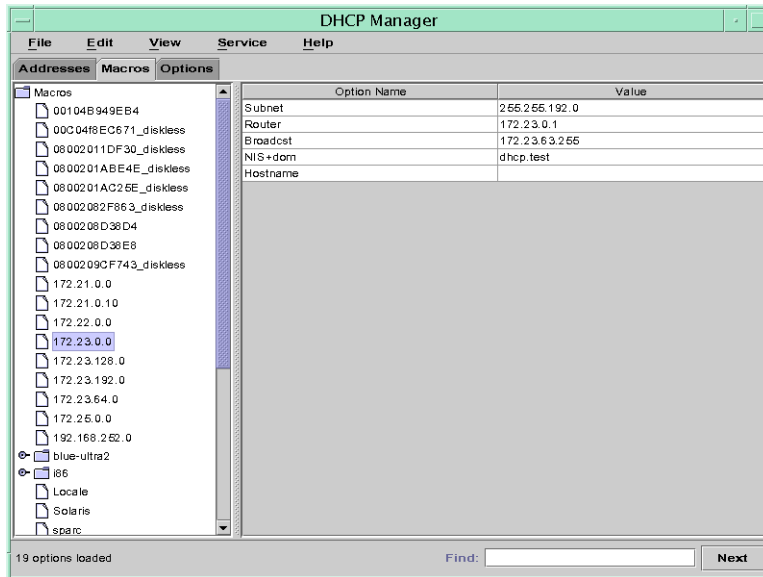 DHCP Manager
File Edit View Service Help
Addresses Macros Options
Macros
00104B949EB4
00C04f8EC671_diskless
08002011DF30_diskless
0800201ABE4E_diskless
0800201AC25E_diskless
08002082F863_diskless
0800208D38D4
0800208D38E8
0800209CF743_diskless
172.21.0.0
172.21.0.10
172.22.0.0
172.23.0.0
172.23.128.0
172.23.192.0
172.23.64.0
172.25.0.0
192.168.252.0
blue-ultra2
i86
Locale
Solaris
sparc
Option Name Value
Subnet 255.255.192.0
Router 172.23.0.1
Broadcst 172.23.63.255
NIS+dom dhcp.test
Hostname
19 options loaded
Find: Next